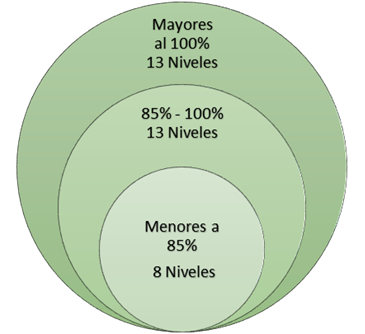 Mayores
al 100%
13 Niveles
85% - 100%
13 Niveles
Menores a
85%
8 Niveles